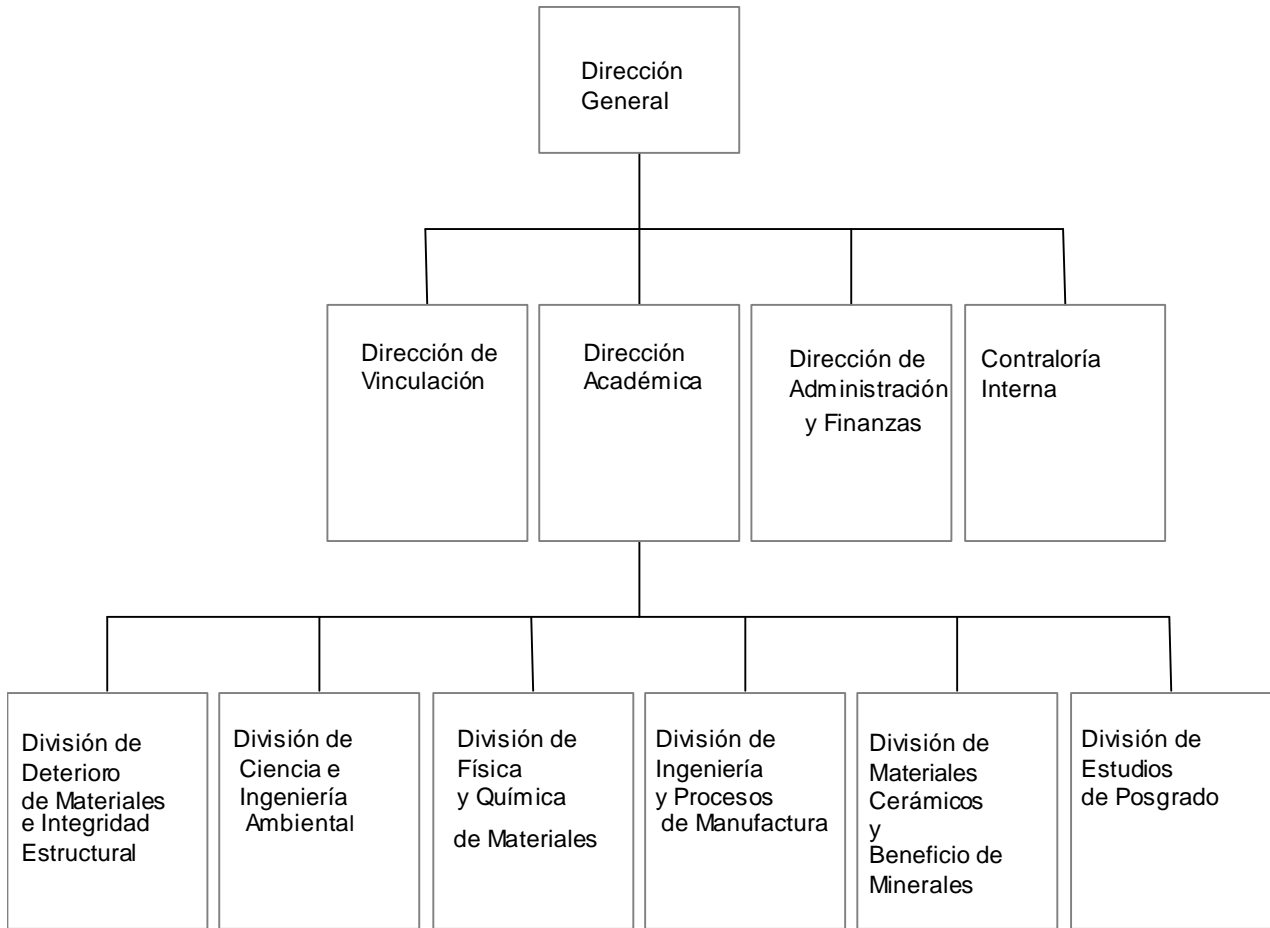 Dirección
General
Dirección de
Vinculación
Dirección
Académica
Dirección de
Administración
y Finanzas
Contraloría
Interna
División de
Deterioro
de Materiales
e Integridad
Estructural
División de
Ciencia e
Ingeniería
Ambiental
División de
Física
y Química
de Materiales
División de
Ingeniería
y Procesos
de Manufactura
División de
Materiales
Cerámicos
y
Beneficio de
Minerales
División de
Estudios
de Posgrado